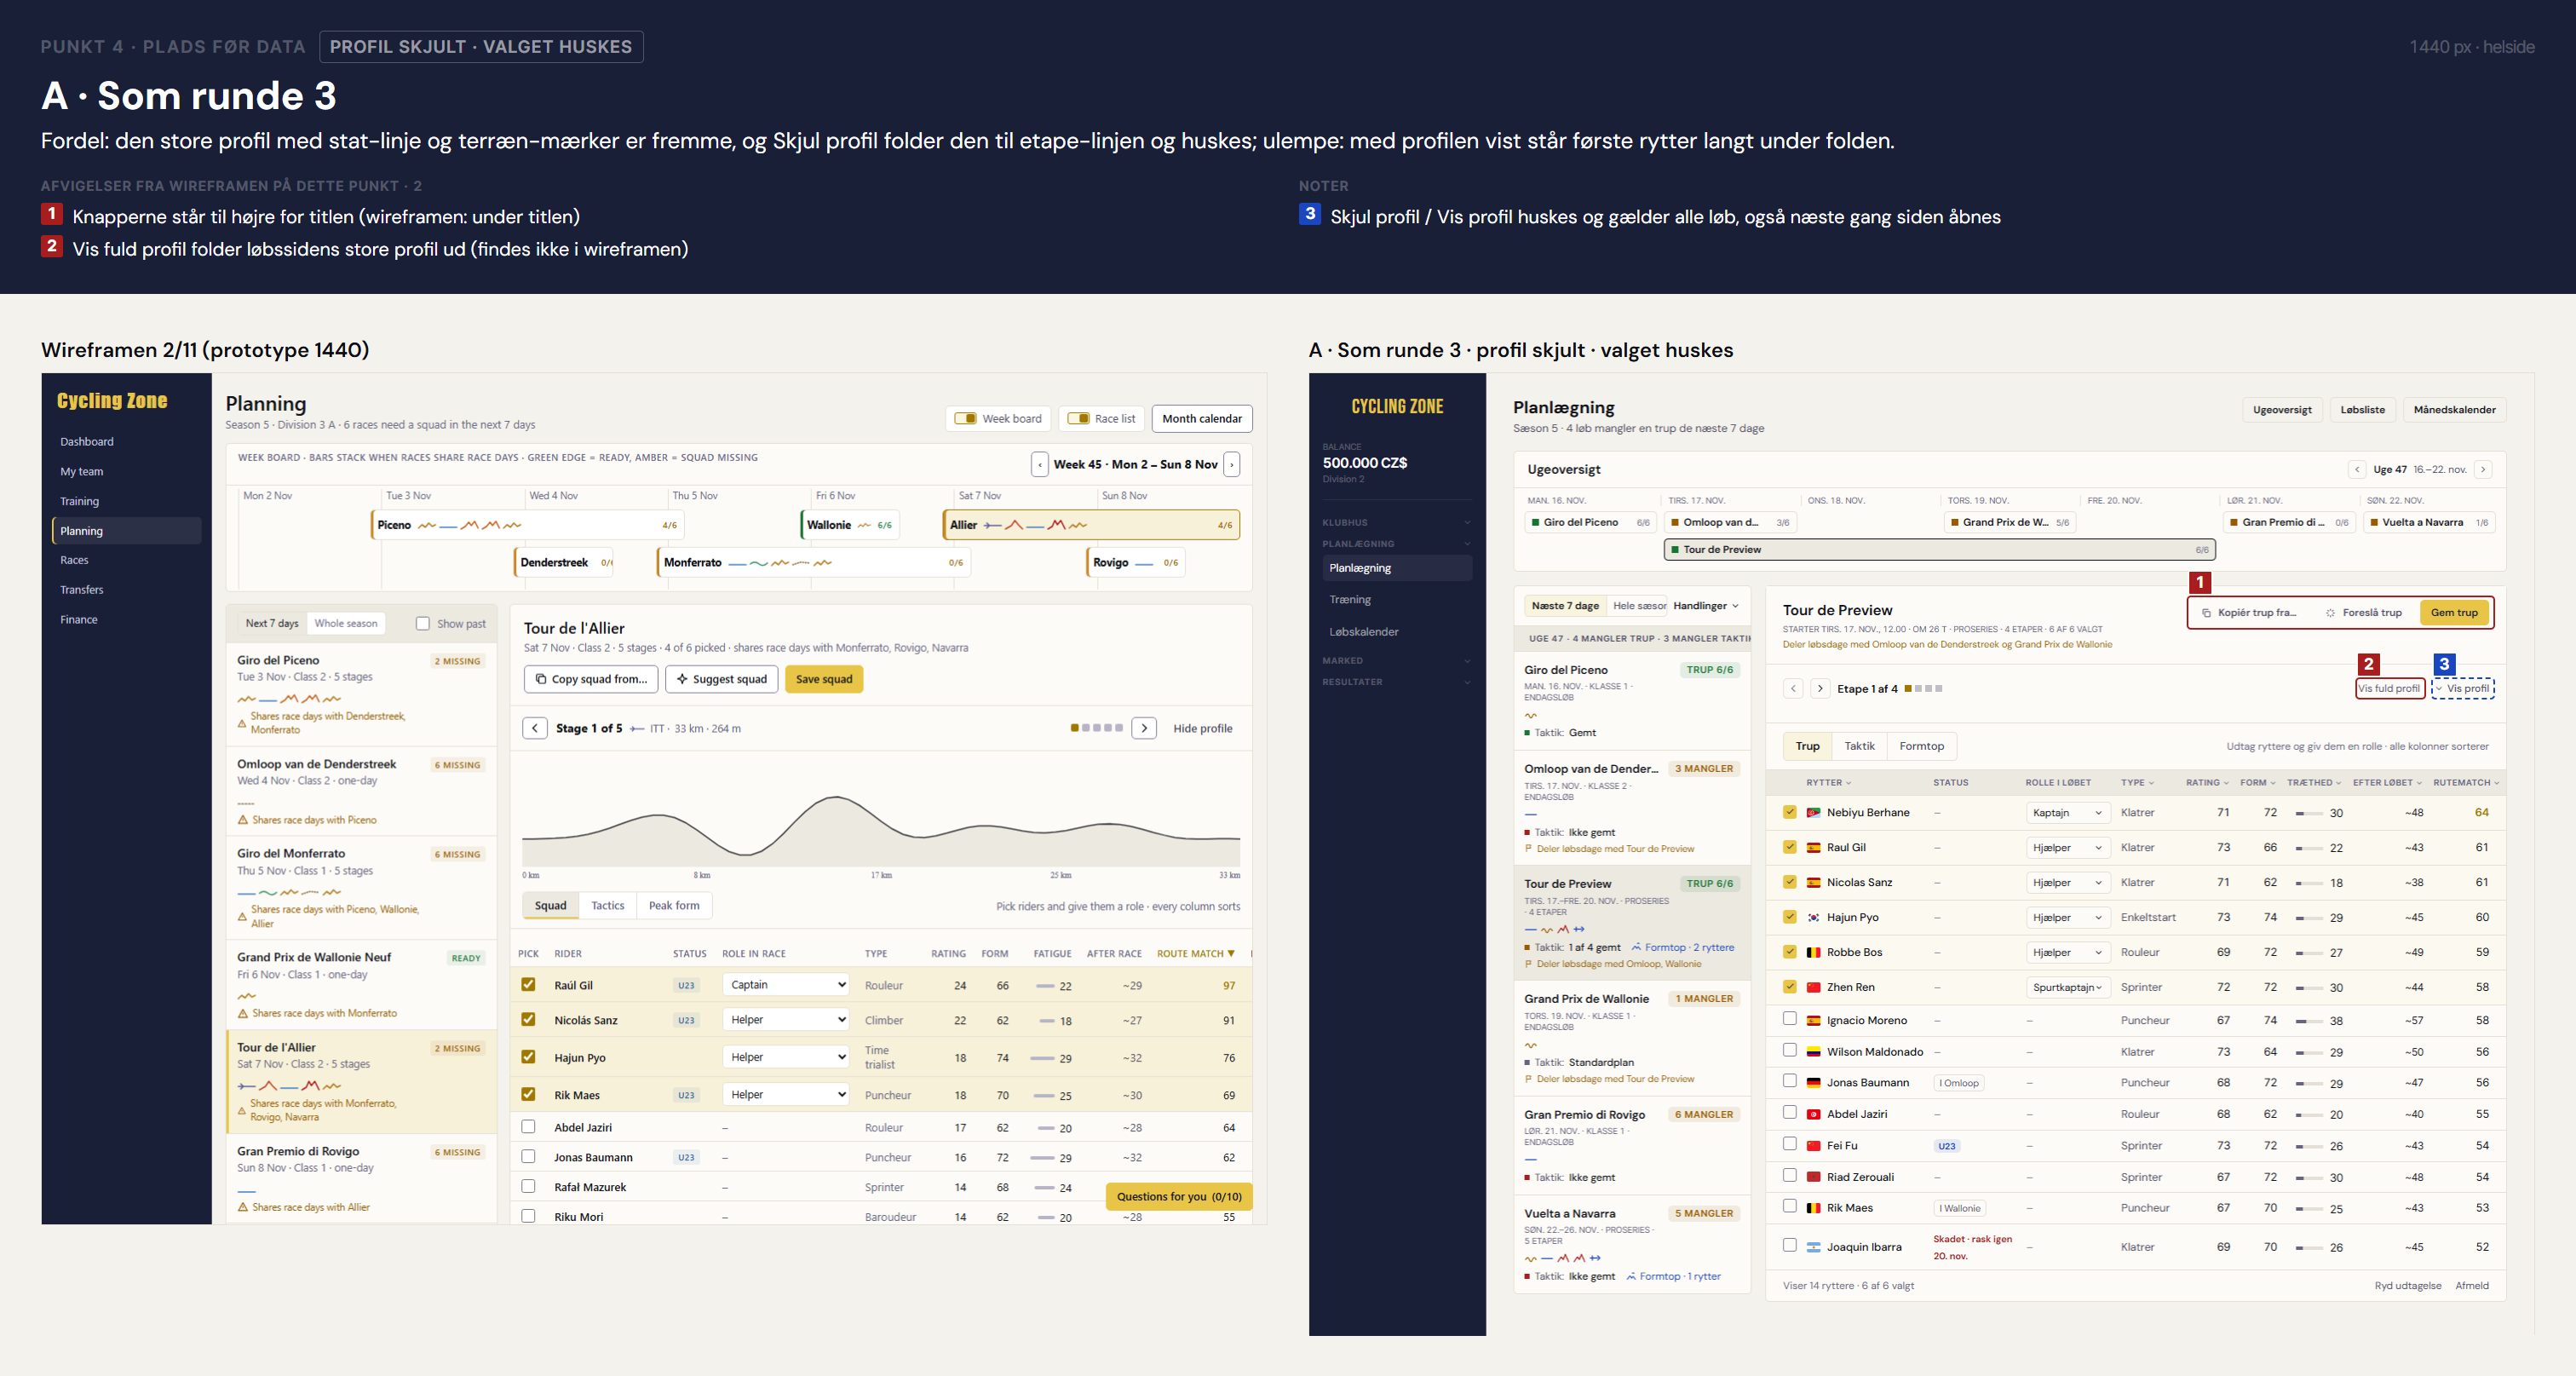 PUNKT 4 · PLADS FØR DATA
PROFIL SKJULT · VALGET HUSKES
1440 px · helside
A · Som runde 3
Fordel: den store profil med stat-linje og terræn-mærker er fremme, og Skjul profil folder den til etape-linjen og huskes; ulempe: med profilen vist står første rytter langt under folden.
AFVIGELSER FRA WIREFRAMEN PÅ DETTE PUNKT · 2
1 Knapperne står til højre for titlen (wireframen: under titlen)
2 Vis fuld profil folder løbssidens store profil ud (findes ikke i wireframen)
NOTER
3 Skjul profil / Vis profil huskes og gælder alle løb, også næste gang siden åbnes
Wireframen 2/11 (prototype 1440)
Cycling Zone
Dashboard
My team
Training
Planning
Races
Transfers
Finance
Planning
Season 5 · Division 3 A · 6 races need a squad in the next 7 days
Week board
Race list
Month calendar
WEEK BOARD · BARS STACK WHEN RACES SHARE RACE DAYS · GREEN EDGE = READY, AMBER = SQUAD MISSING
‹ Week 45 · Mon 2 – Sun 8 Nov ›
Mon 2 Nov Tue 3 Nov Wed 4 Nov Thu 5 Nov Fri 6 Nov Sat 7 Nov Sun 8 Nov
Piceno 4/6
Wallonie 6/6
Allier 4/6
Denderstreek
Monferrato 0/6
Rovigo 0/6
Next 7 days Whole season Show past
Giro del Piceno 2 MISSING
Tue 3 Nov · Class 2 · 5 stages
Shares race days with Denderstreek,
Monferrato
Omloop van de Denderstreek 6 MISSING
Wed 4 Nov · Class 2 · one-day
Shares race days with Piceno
Giro del Monferrato 6 MISSING
Thu 5 Nov · Class 1 · 5 stages
Shares race days with Piceno, Wallonie,
Allier
Grand Prix de Wallonie Neuf READY
Fri 6 Nov · Class 1 · one-day
Shares race days with Monferrato
Tour de l'Allier 2 MISSING
Sat 7 Nov · Class 2 · 5 stages
Shares race days with Monferrato,
Rovigo, Navarra
Gran Premio di Rovigo 6 MISSING
Sun 8 Nov · Class 1 · one-day
Shares race days with Allier
Tour de l'Allier
Sat 7 Nov · Class 2 · 5 stages · 4 of 6 picked · shares race days with Monferrato, Rovigo, Navarra
Copy squad from... Suggest squad Save squad
Stage 1 of 5 ITT · 33 km · 264 m Hide profile
0 km 8 km 17 km 25 km 33 km
Squad Tactics Peak form
Pick riders and give them a role · every column sorts
PICK RIDER STATUS ROLE IN RACE TYPE RATING FORM FATIGUE AFTER RACE ROUTE MATCH ▼
Raúl Gil U23 Captain Rouleur 24 66 22 ~29 97
Nicolás Sanz U23 Helper Climber 22 62 18 ~27 91
Hajun Pyo Helper Time trialist 18 74 29 ~32 76
Rik Maes U23 Helper Puncheur 18 70 25 ~30 69
Abdel Jaziri – Rouleur 17 62 20 ~28 64
Jonas Baumann U23 – Puncheur 16 72 29 ~32 62
Rafał Mazurek – Sprinter 14 68 24
Riku Mori – Baroudeur 14 62 20 ~28 55
Questions for you (0/10)
A · Som runde 3 · profil skjult · valget huskes
CYCLING ZONE
BALANCE
500.000 CZ$
Division 2
KLUBHUS
PLANLÆGNING
Planlægning
Træning
Løbskalender
MARKED
RESULTATER
Planlægning
Sæson 5 · 4 løb mangler en trup de næste 7 dage
Ugeoversigt Løbsliste Månedskalender
Ugeoversigt
Uge 47 16.–22. nov.
MAN. 16. NOV. TIRS. 17. NOV. ONS. 18. NOV. TORS. 19. NOV. FRE. 20. NOV. LØR. 21. NOV. SØN. 22. NOV.
Giro del Piceno 6/6
Omloop van d... 3/6
Grand Prix de W... 5/6
Gran Premio di ... 0/6
Vuelta a Navarra 1/6
Tour de Preview 6/6
Næste 7 dage Hele sæson Handlinger
UGE 47 · 4 MANGLER TRUP · 3 MANGLER TAKTIK
Giro del Piceno TRUP 6/6
MAN. 16. NOV. · KLASSE 1 ·
ENDAGSLØB
Taktik: Gemt
Omloop van de Dender... 3 MANGLER
TIRS. 17. NOV. · KLASSE 2 ·
ENDAGSLØB
Taktik: Ikke gemt
Deler løbsdage med Tour de Preview
Tour de Preview TRUP 6/6
TIRS. 17.–FRE. 20. NOV. · PROSERIES
· 4 ETAPER
Taktik: 1 af 4 gemt Formtop · 2 ryttere
Deler løbsdage med Omloop, Wallonie
Grand Prix de Wallonie 1 MANGLER
TORS. 19. NOV. · KLASSE 1 ·
ENDAGSLØB
Taktik: Standardplan
Deler løbsdage med Tour de Preview
Gran Premio di Rovigo 6 MANGLER
LØR. 21. NOV. · KLASSE 1 ·
ENDAGSLØB
Taktik: Ikke gemt
Vuelta a Navarra 5 MANGLER
SØN. 22.–26. NOV. · PROSERIES ·
5 ETAPER
Taktik: Ikke gemt Formtop · 1 rytter
1
Tour de Preview
Kopiér trup fra... Foreslå trup Gem trup
STARTER TIRS. 17. NOV., 12.00 · OM 26 T · PROSERIES · 4 ETAPER · 6 AF 6 VALGT
Deler løbsdage med Omloop van de Denderstreek og Grand Prix de Wallonie
2 3
Etape 1 af 4 Vis fuld profil Vis profil
Trup Taktik Formtop
Udtag ryttere og giv dem en rolle · alle kolonner sorterer
RYTTER STATUS ROLLE I LØBET TYPE RATING FORM TRÆTHED EFTER LØBET RUTEMATCH
Nebiyu Berhane – Kaptajn Klatrer 71 72 30 ~48 64
Raul Gil – Hjælper Klatrer 73 66 22 ~43 61
Nicolas Sanz – Hjælper Klatrer 71 62 18 ~38 61
Hajun Pyo – Hjælper Enkeltstart 73 74 29 ~45 60
Robbe Bos – Hjælper Rouleur 69 72 27 ~49 59
Zhen Ren – Spurtkaptajn Sprinter 72 72 30 ~44 58
Ignacio Moreno – – Puncheur 67 74 38 ~57 58
Wilson Maldonado – – Klatrer 73 64 29 ~50 56
Jonas Baumann I Omloop – Puncheur 68 72 29 ~47 56
Abdel Jaziri – – Rouleur 68 62 20 ~40 55
Fei Fu U23 – Sprinter 73 72 26 ~43 54
Riad Zerouali – – Sprinter 67 72 30 ~48 54
Rik Maes I Wallonie – Puncheur 67 70 25 ~43 53
Joaquin Ibarra Skadet · rask igen 20. nov. – Klatrer 69 70 26 ~45 52
Viser 14 ryttere · 6 af 6 valgt Ryd udtagelse Afmeld